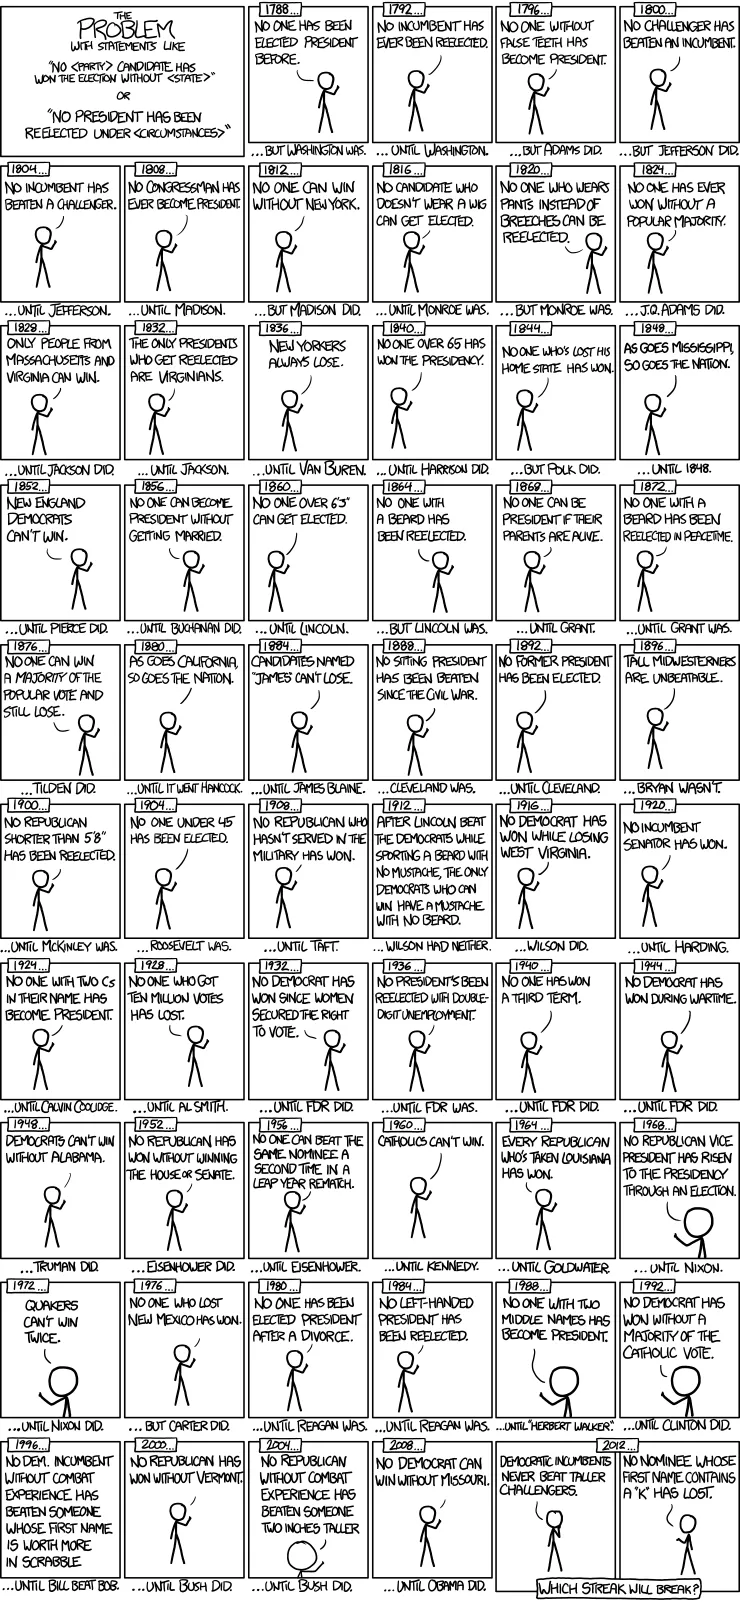 THE
PROBLEM
WITH STATEMENTS LIKE
"NO <PARTY> CANDIDATE HAS
WON THE ELECTION WITHOUT <STATE>"
OR
"NO PRESIDENT HAS BEEN
REELECTED UNDER <CIRCUMSTANCES>"
1788...
NO ONE HAS BEEN
ELECTED PRESIDENT
BEFORE.
...BUT WASHINGTON WAS.
1792...
NO INCUMBENT HAS
EVER BEEN REELECTED.
...UNTIL WASHINGTON.
1796...
NO ONE WITHOUT
FALSE TEETH HAS
BECOME PRESIDENT.
...BUT ADAMS DID.
1800...
NO CHALLENGER HAS
BEATEN AN INCUMBENT.
...BUT JEFFERSON DID.
1804...
NO INCUMBENT HAS
BEATEN A CHALLENGER.
...UNTIL JEFFERSON.
1808...
NO CONGRESSMAN HAS
EVER BECOME PRESIDENT.
...UNTIL MADISON.
1812...
NO ONE CAN WIN
WITHOUT NEW YORK.
...BUT MADISON DID.
1816...
NO CANDIDATE WHO
DOESN'T WEAR A WIG
CAN GET ELECTED.
...UNTIL MONROE WAS.
1820...
NO ONE WHO WEARS
PANTS INSTEAD OF
BREECHES CAN BE
REELECTED.
...BUT MONROE WAS.
1824...
NO ONE HAS EVER
WON WITHOUT A
POPULAR MAJORITY.
...J.Q. ADAMS DID.
1828...
ONLY PEOPLE FROM
MASSACHUSETTS AND
VIRGINIA CAN WIN.
...UNTIL JACKSON DID.
1832...
THE ONLY PRESIDENTS
WHO GET REELECTED
ARE VIRGINIANS.
...UNTIL JACKSON.
1836...
NEW YORKERS
ALWAYS LOSE.
...UNTIL VAN BUREN.
1840...
NO ONE OVER 65 HAS
WON THE PRESIDENCY.
...UNTIL HARRISON DID.
1844...
NO ONE WHO'S LOST HIS
HOME STATE HAS WON.
...BUT POLK DID.
1848...
AS GOES MISSISSIPPI,
SO GOES THE NATION.
...UNTIL 1848.
1852...
NEW ENGLAND
DEMOCRATS
CAN'T WIN.
...UNTIL PIERCE DID.
1856...
NO ONE CAN BECOME
PRESIDENT WITHOUT
GETTING MARRIED.
...UNTIL BUCHANAN DID.
1860...
NO ONE OVER 6'3"
CAN GET ELECTED.
...UNTIL LINCOLN.
1864...
NO ONE WITH
A BEARD HAS
BEEN REELECTED.
...BUT LINCOLN WAS.
1868...
NO ONE CAN BE
PRESIDENT IF THEIR
PARENTS ARE ALIVE.
...UNTIL GRANT.
1872...
NO ONE WITH A
BEARD HAS BEEN
REELECTED IN PEACETIME.
...UNTIL GRANT WAS.
1876...
NO ONE CAN WIN
A MAJORITY OF THE
POPULAR VOTE AND
STILL LOSE.
...TILDEN DID.
1880...
AS GOES CALIFORNIA,
SO GOES THE NATION.
...UNTIL IT WENT HANCOCK.
1884...
CANDIDATES NAMED
"JAMES" CAN'T LOSE.
...UNTIL JAMES BLAINE.
1888...
NO SITTING PRESIDENT
HAS BEEN BEATEN
SINCE THE CIVIL WAR.
...CLEVELAND WAS.
1892...
NO FORMER PRESIDENT
HAS BEEN ELECTED.
...UNTIL CLEVELAND.
1896...
TALL MIDWESTERNERS
ARE UNBEATABLE.
...BRYAN WASN'T.
1900...
NO REPUBLICAN
SHORTER THAN 5'8"
HAS BEEN REELECTED.
...UNTIL MCKINLEY WAS.
1904...
NO ONE UNDER 45
HAS BEEN ELECTED.
...ROOSEVELT WAS.
1908...
NO REPUBLICAN WHO
HASN'T SERVED IN THE
MILITARY HAS WON.
...UNTIL TAFT.
1912...
AFTER LINCOLN BEAT
THE DEMOCRATS WHILE
SPORTING A BEARD WITH
NO MUSTACHE, THE ONLY
DEMOCRATS WHO CAN
WIN HAVE A MUSTACHE
WITH NO BEARD.
...WILSON HAD NEITHER.
1916...
NO DEMOCRAT HAS
WON WHILE LOSING
WEST VIRGINIA.
...WILSON DID.
1920...
NO INCUMBENT
SENATOR HAS WON.
...UNTIL HARDING.
1924...
NO ONE WITH TWO Cs
IN THEIR NAME HAS
BECOME PRESIDENT.
...UNTIL CALVIN COOLIDGE.
1928...
NO ONE WHO GOT
TEN MILLION VOTES
HAS LOST.
...UNTIL AL SMITH.
1932...
NO DEMOCRAT HAS
WON SINCE WOMEN
SECURED THE RIGHT
TO VOTE.
...UNTIL FDR DID.
1936...
NO PRESIDENT'S BEEN
REELECTED WITH DOUBLE-
DIGIT UNEMPLOYMENT.
...UNTIL FDR WAS.
1940...
NO ONE HAS WON
A THIRD TERM.
...UNTIL FDR DID.
1944...
NO DEMOCRAT HAS
WON DURING WARTIME.
...UNTIL FDR DID.
1948...
DEMOCRATS CAN'T WIN
WITHOUT ALABAMA.
...TRUMAN DID.
1952...
NO REPUBLICAN HAS
WON WITHOUT WINNING
THE HOUSE OR SENATE.
...EISENHOWER DID.
1956...
NO ONE CAN BEAT THE
SAME NOMINEE A
SECOND TIME IN A
LEAP YEAR REMATCH.
...UNTIL EISENHOWER.
1960...
CATHOLICS CAN'T WIN.
...UNTIL KENNEDY.
1964...
EVERY REPUBLICAN
WHO'S TAKEN LOUISIANA
HAS WON.
...UNTIL GOLDWATER.
1968...
NO REPUBLICAN VICE
PRESIDENT HAS RISEN
TO THE PRESIDENCY
THROUGH AN ELECTION.
...UNTIL NIXON.
1972...
QUAKERS
CAN'T WIN
TWICE.
...UNTIL NIXON DID.
1976...
NO ONE WHO LOST
NEW MEXICO HAS WON.
...BUT CARTER DID.
1980...
NO ONE HAS BEEN
ELECTED PRESIDENT
AFTER A DIVORCE.
...UNTIL REAGAN WAS.
1984...
NO LEFT-HANDED
PRESIDENT HAS
BEEN REELECTED.
...UNTIL REAGAN WAS.
1988...
NO ONE WITH TWO
MIDDLE NAMES HAS
BECOME PRESIDENT.
...UNTIL "HERBERT WALKER".
1992...
NO DEMOCRAT HAS
WON WITHOUT A
MAJORITY OF THE
CATHOLIC VOTE.
...UNTIL CLINTON DID.
1996...
NO DEM. INCUMBENT
WITHOUT COMBAT
EXPERIENCE HAS
BEATEN SOMEONE
WHOSE FIRST NAME
IS WORTH MORE
IN SCRABBLE
...UNTIL BILL BEAT BOB.
2000...
NO REPUBLICAN HAS
WON WITHOUT VERMONT.
...UNTIL BUSH DID.
2004...
NO REPUBLICAN
WITHOUT COMBAT
EXPERIENCE HAS
BEATEN SOMEONE
TWO INCHES TALLER
...UNTIL BUSH DID.
2008...
NO DEMOCRAT CAN
WIN WITHOUT MISSOURI.
...UNTIL OBAMA DID.
2012...
DEMOCRATIC INCUMBENTS
NEVER BEAT TALLER
CHALLENGERS.
NO NOMINEE WHOSE
FIRST NAME CONTAINS
A "K" HAS LOST.
WHICH STREAK WILL BREAK?